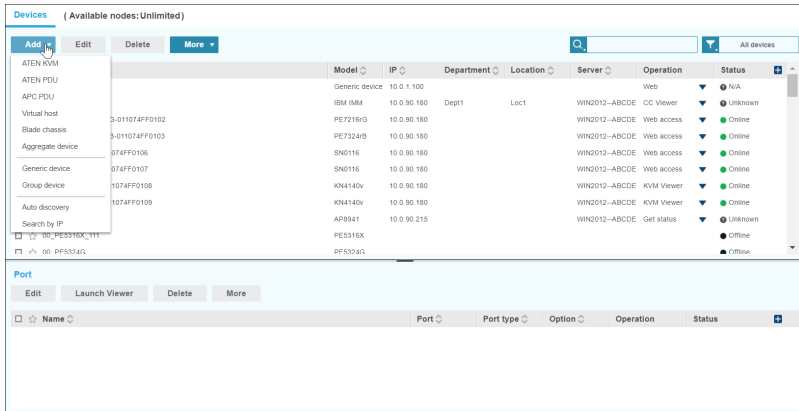 Devices (Available nodes:Unlimited)
Add Edit Delete More All devices
ATEN KVM
ATEN PDU
APC PDU
Virtual host
Blade chassis
Aggregate device
Generic device
Group device
Auto discovery
Search by IP
Model IP Department Location Server Operation Status
Generic device 10.0.1.100 Web N/A
IBM IMM 10.0.90.180 Dept1 Loc1 WIN2012--ABCDE CC Viewer Unknown
G-011074FF0102 PE7216rG 10.0.90.180 WIN2012--ABCDE Web access Online
B-011074FF0103 PE7324rB 10.0.90.180 WIN2012--ABCDE Web access Online
074FF0106 SN0116 10.0.90.180 WIN2012--ABCDE Web access Online
074FF0107 SN0116 10.0.90.180 WIN2012--ABCDE Web access Online
1074FF0108 KN4140v 10.0.90.180 WIN2012--ABCDE KVM Viewer Online
1074FF0109 KN4140v 10.0.90.180 WIN2012--ABCDE KVM Viewer Online
AP8941 10.0.90.215 WIN2012--ABCDE Get status Unknown
00_PE5316X_111 PE5316X Offline
00_PE5324G PE5324G Offline
Port
Edit Launch Viewer Delete More
Name Port Port type Option Operation Status